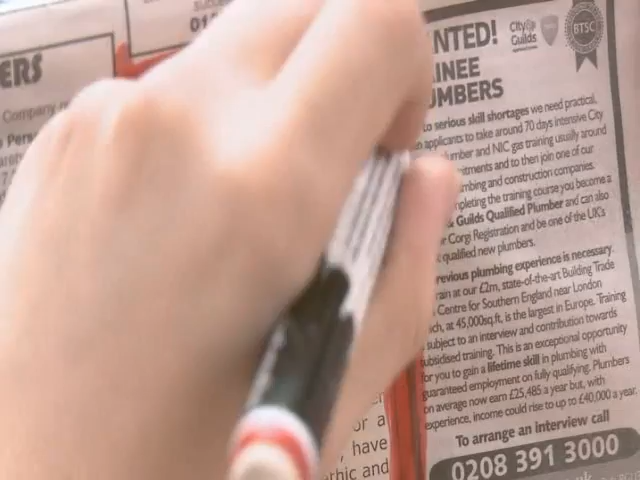 ERS
Company
NTED!
City
Guilds
BTSC
INEE
UMBERS
to serious skill shortages we need practical,
applicants to take around 70 days intensive City
and NIC gas training usually around
and to then join one of our
and construction companies.
the training course you become a
& Guilds Qualified Plumber and can also
Corgi Registration and be one of the UK's
qualified new plumbers.
revious plumbing experience is necessary.
at our £2m, state-of-the-art Building Trade
Centre for Southern England near London
at 45,000sq.ft, is the largest in Europe. Training
subject to an interview and contribution towards
subsidised training. This is an exceptional opportunity
for you to gain a lifetime skill in plumbing with
guaranteed employment on fully qualifying. Plumbers
on average now earn £25,485 a year but, with
experience, income could rise to up to £40,000 a year.
To arrange an interview call
0208 391 3000
or a
have
thic and